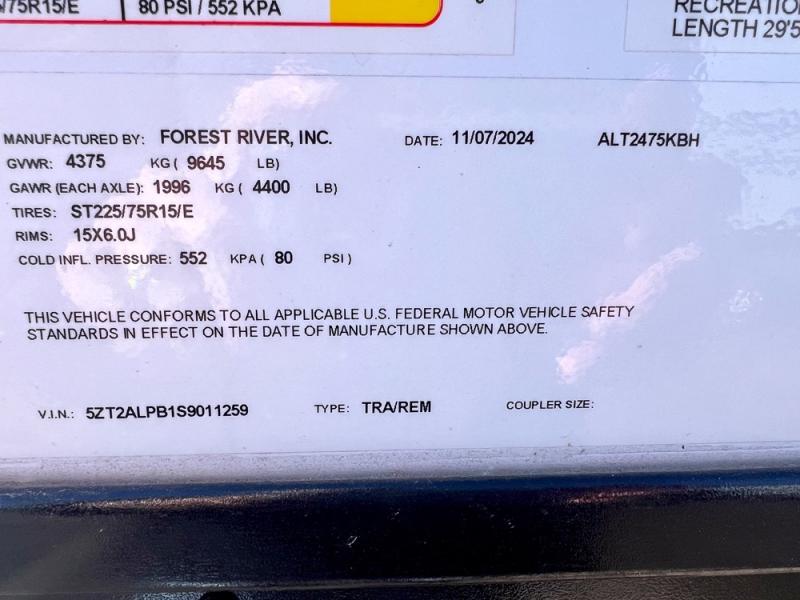 /75R15/E 80 PSI / 552 KPA
RECREATIO
LENGTH 29'5
MANUFACTURED BY: FOREST RIVER, INC. DATE: 11/07/2024 ALT2475KBH
GVWR: 4375 KG ( 9645 LB)
GAWR (EACH AXLE): 1996 KG ( 4400 LB)
TIRES: ST225/75R15/E
RIMS: 15X6.0J
COLD INFL. PRESSURE: 552 KPA ( 80 PSI )
THIS VEHICLE CONFORMS TO ALL APPLICABLE U.S. FEDERAL MOTOR VEHICLE SAFETY
STANDARDS IN EFFECT ON THE DATE OF MANUFACTURE SHOWN ABOVE.
V.I.N.: 5ZT2ALPB1S9011259 TYPE: TRA/REM COUPLER SIZE: